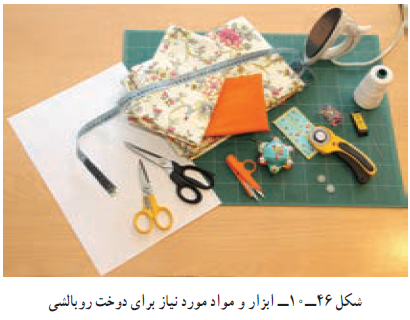 شکل ۴۶ــ۱۰ــ ابزار و مواد مورد نیاز برای دوخت روبالشی